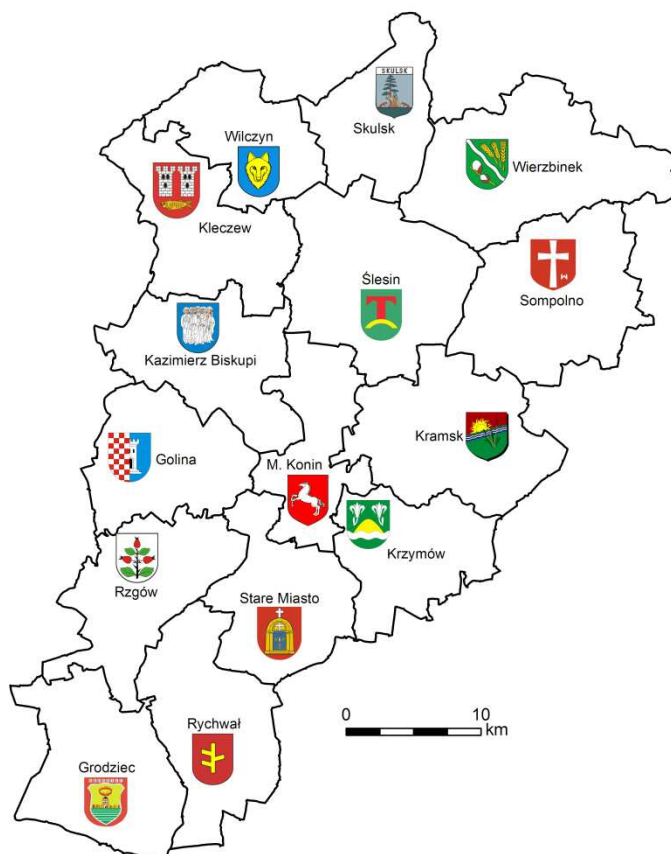 SKULSK
Skulsk
Wilczyn
Wierzbinek
Kleczew
Ślesin
Sompolno
Kazimierz Biskupi
Kramsk
Golina
M. Konin
Krzymów
Rzgów
Stare Miasto
0 10
km
Rychwał
Grodziec